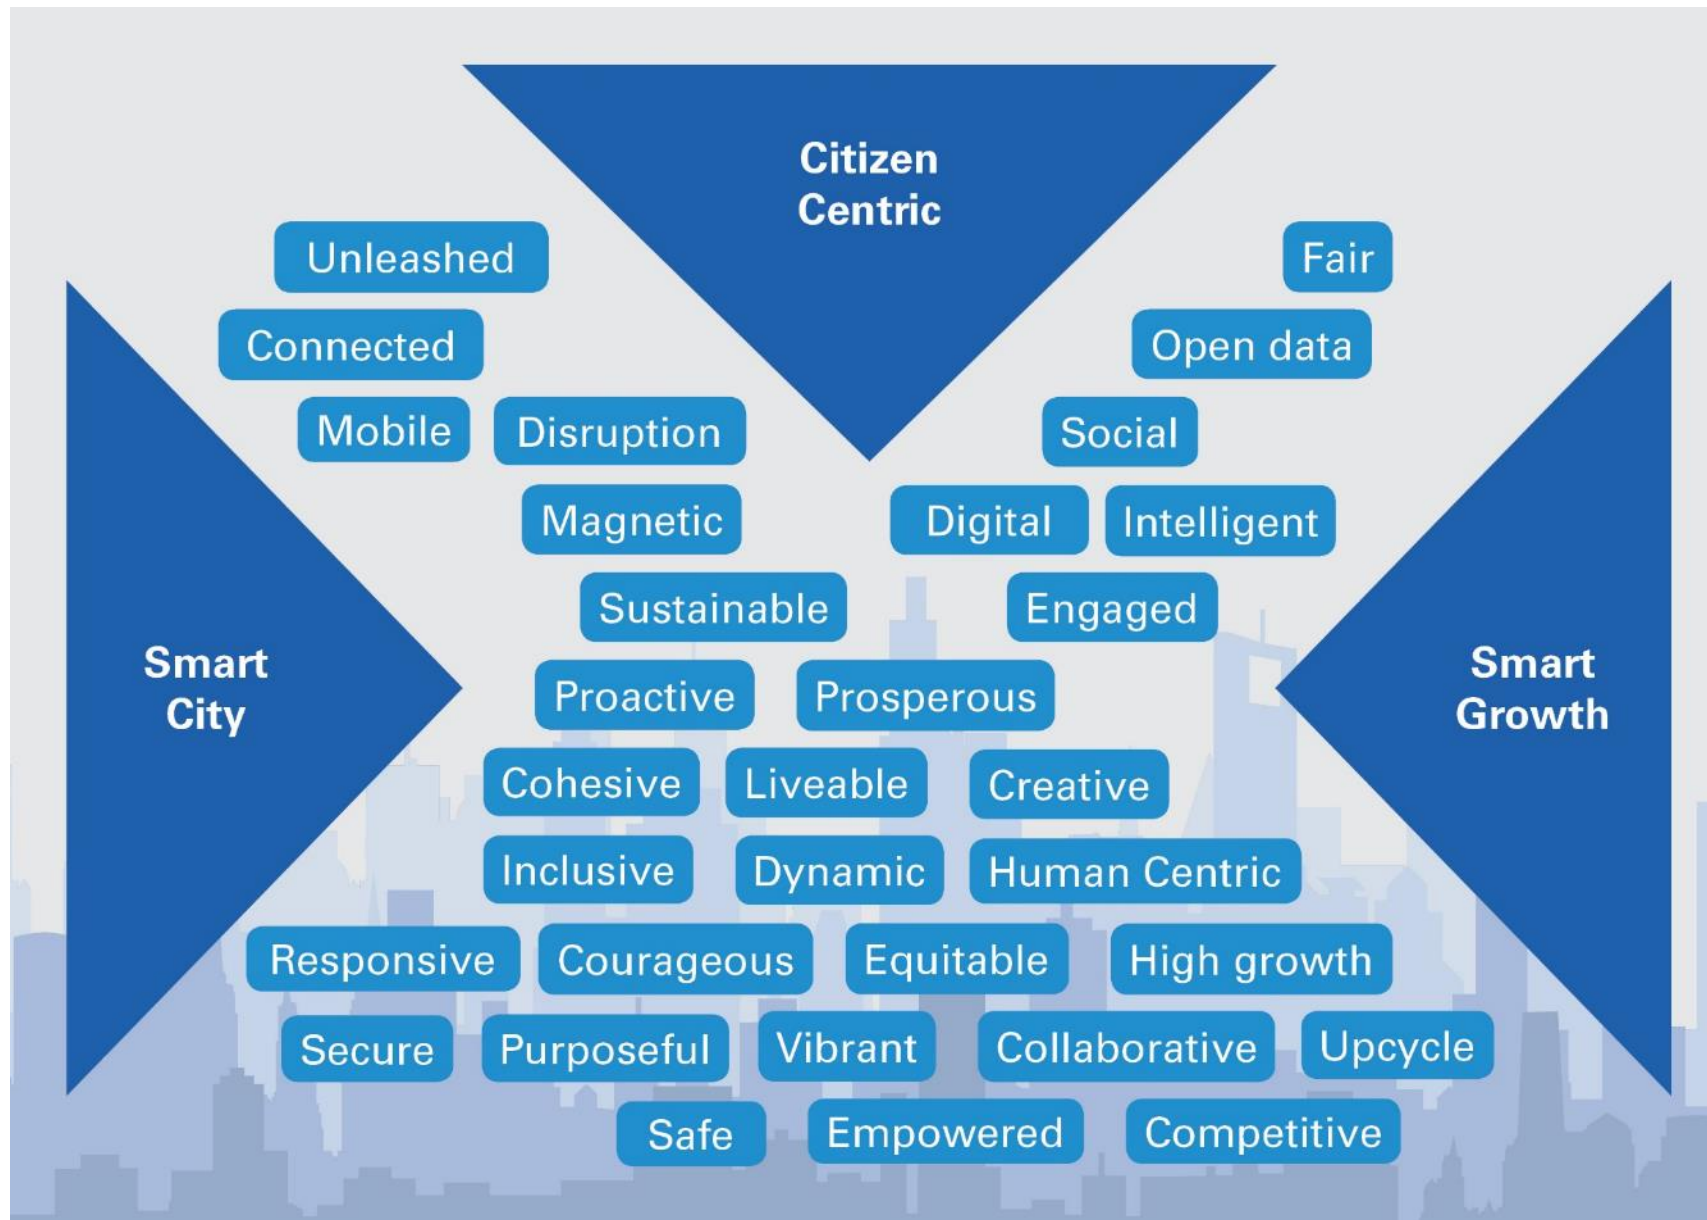 Citizen
Centric
Unleashed
Fair
Connected
Open data
Mobile
Disruption
Social
Magnetic
Digital
Intelligent
Sustainable
Engaged
Smart
City
Proactive
Prosperous
Smart
Growth
Cohesive
Liveable
Creative
Inclusive
Dynamic
Human Centric
Responsive
Courageous
Equitable
High growth
Secure
Purposeful
Vibrant
Collaborative
Upcycle
Safe
Empowered
Competitive